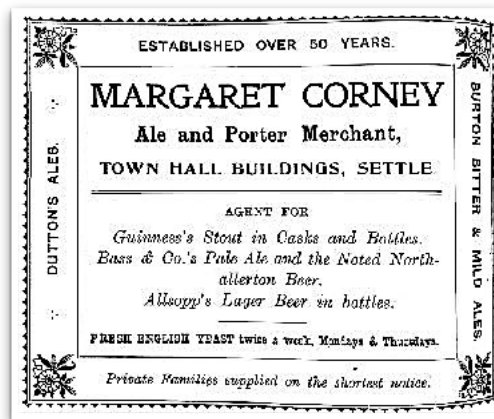 ESTABLISHED OVER 50 YEARS.
DUTTON'S ALES.
MARGARET CORNEY
Ale and Porter Merchant,
TOWN HALL BUILDINGS, SETTLE
AGENT FOR
Guinness's Stout in Casks and Bottles.
Bass & Co.'s Pale Ale and the Noted North-
allerton Beer.
Allsopp's Lager Beer in bottles.
FRESH ENGLISH YEAST twice a week, Mondays & Thursdays.
BURTON BITTER & MILD ALES.
Private Families supplied on the shortest notice.